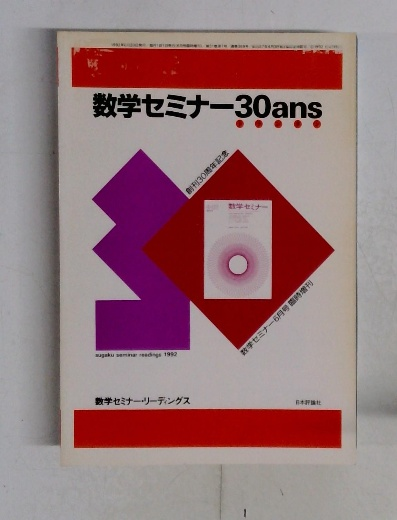 数学セミナー30ans
創刊30周年記念
数学セミナー
数学セミナー6月号 臨時増刊
sugaku seminar readings 1992
数学セミナー・リーディングス
日本評論社